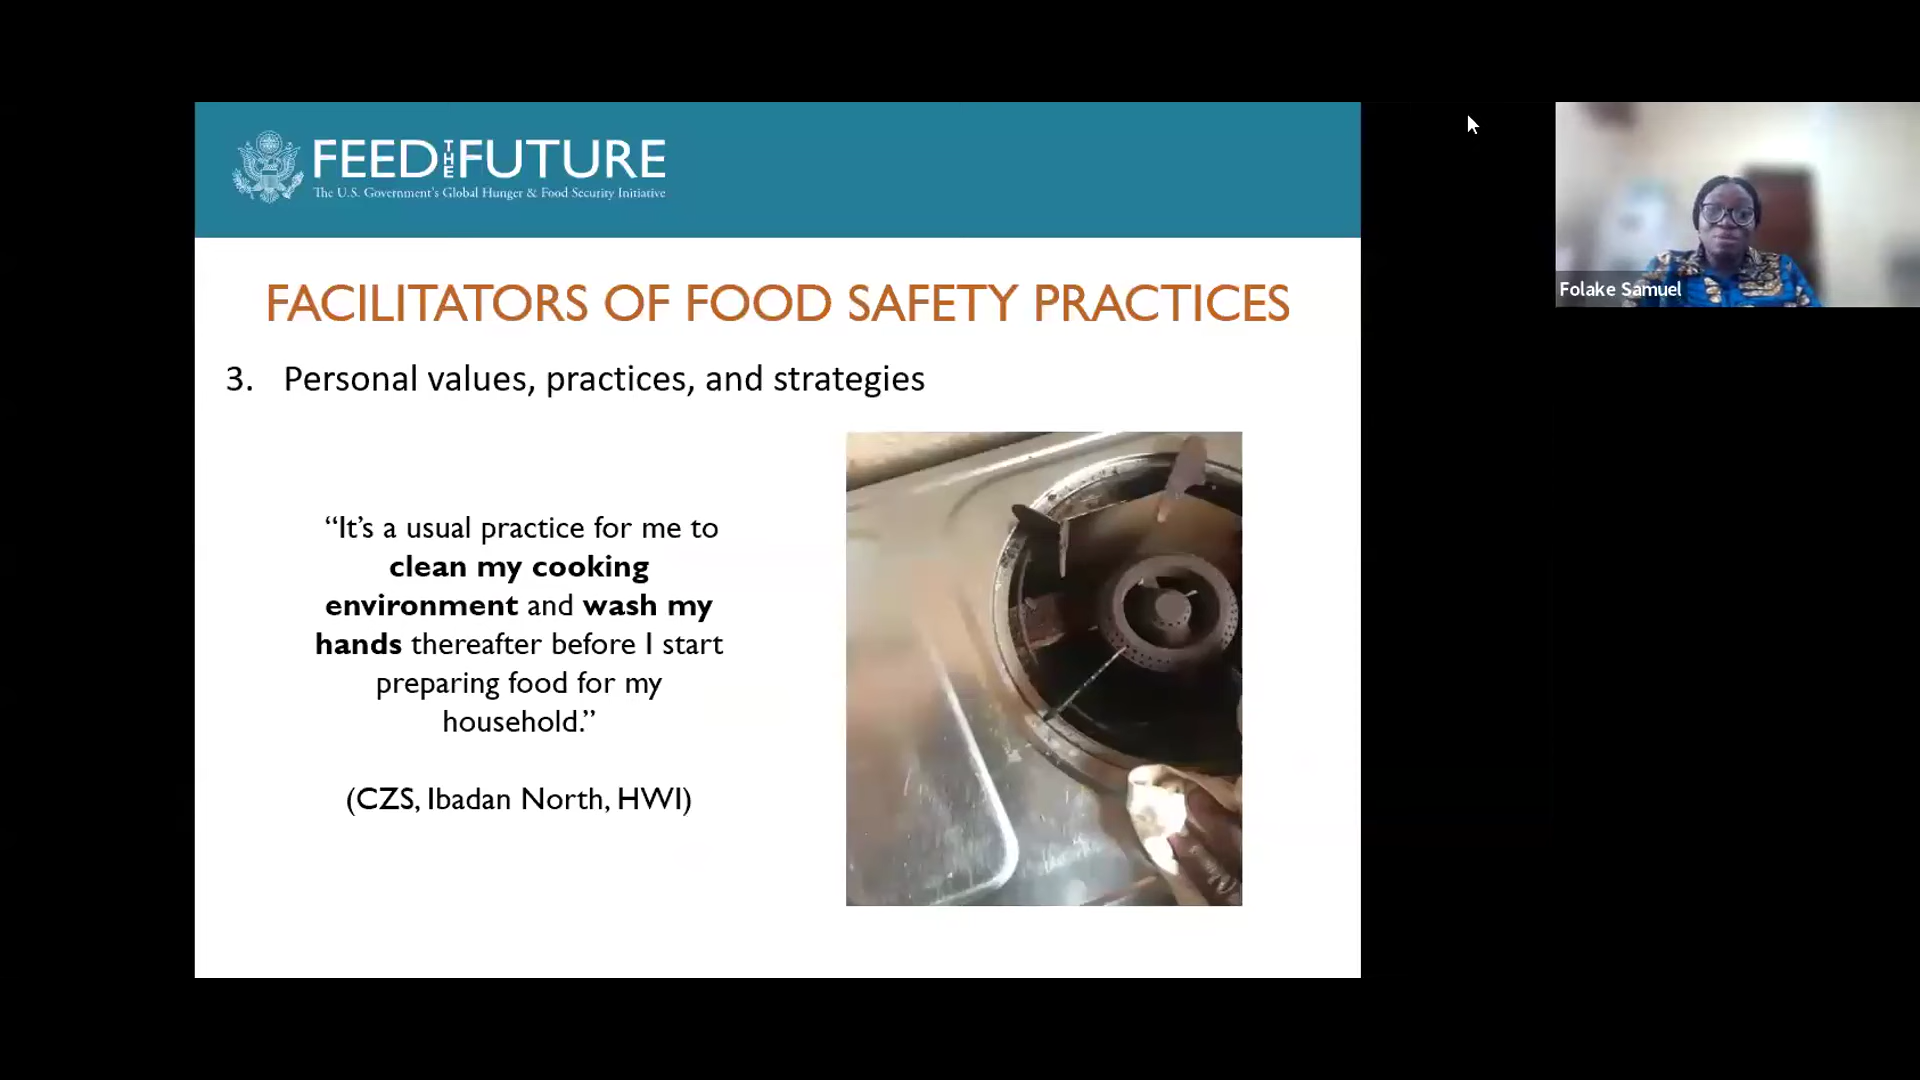 FEED THE FUTURE
The U.S. Government's Global Hunger & Food Security Initiative
FACILITATORS OF FOOD SAFETY PRACTICES
3. Personal values, practices, and strategies
“It’s a usual practice for me to
clean my cooking
environment and wash my
hands thereafter before I start
preparing food for my
household.”
(CZS, Ibadan North, HWI)
Folake Samuel